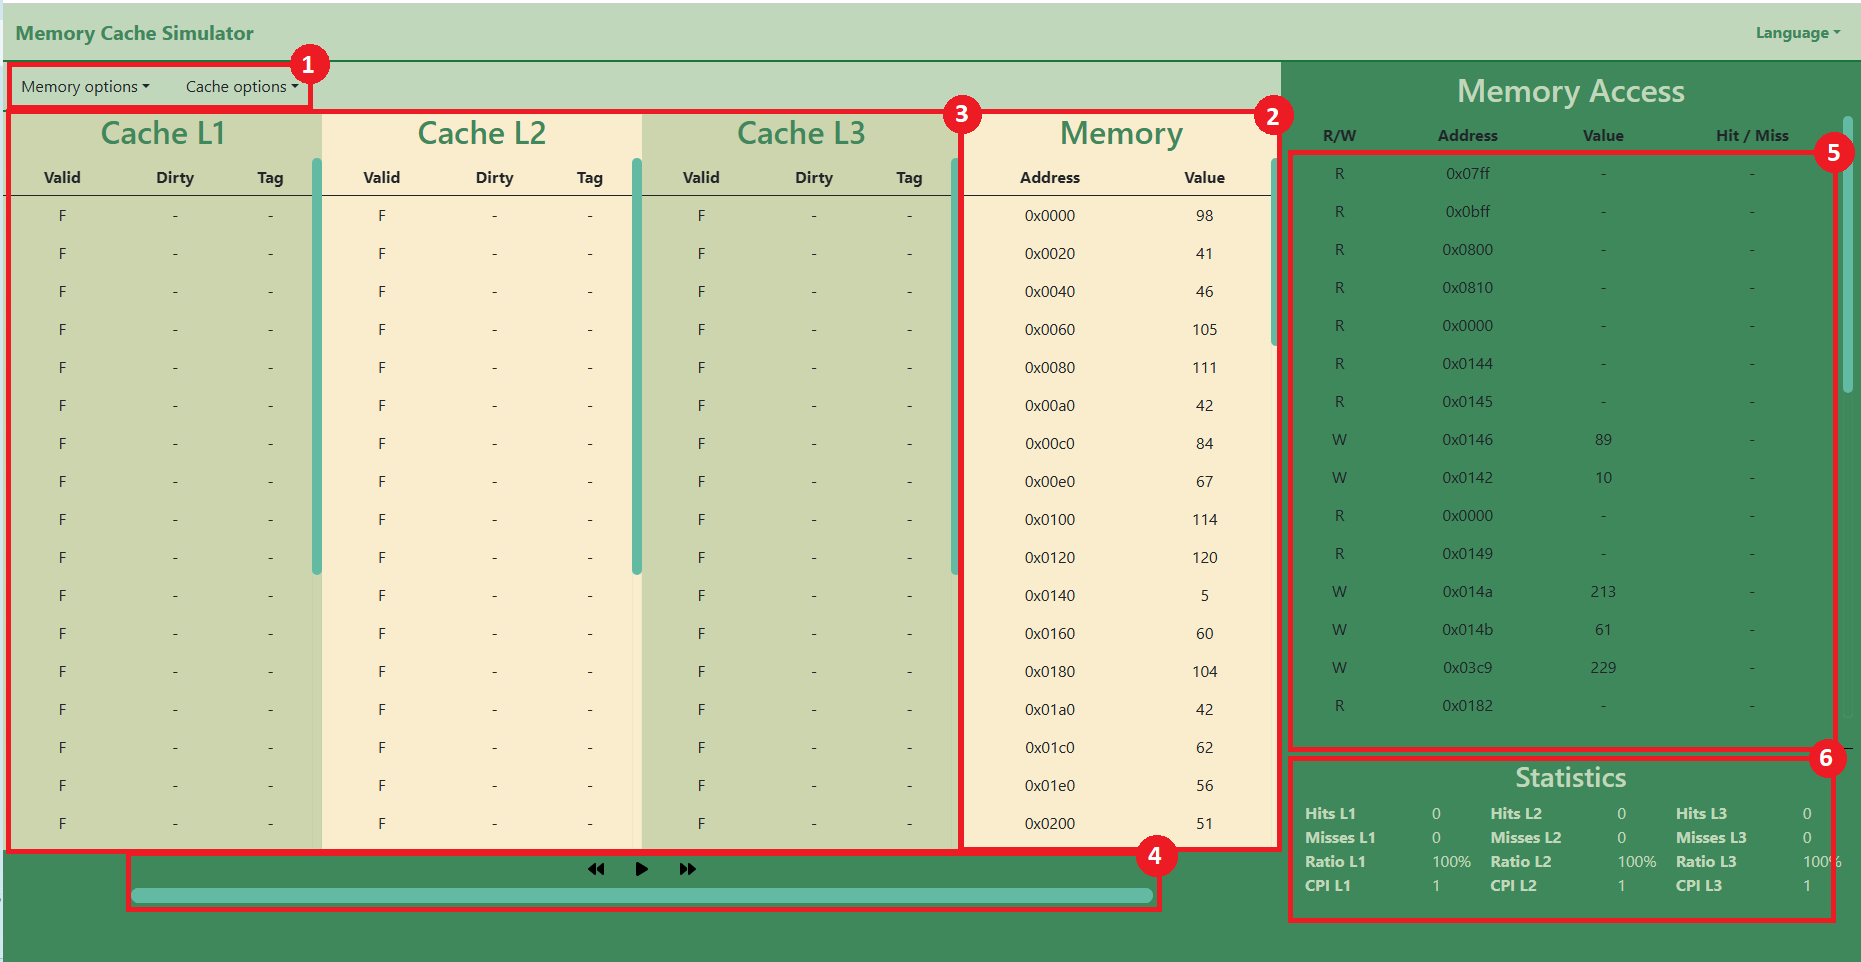 Memory Cache Simulator Language
Memory options Cache options 1
Cache L1 Cache L2 Cache L3 3 Memory 2 Memory Access
R/W Address Value Hit / Miss
Valid Dirty Tag Valid Dirty Tag Valid Dirty Tag Address Value 5
R 0x07ff - -
F - - F - - F - - 0x0000 98 R 0x0bff - -
F - - F - - F - - 0x0020 41 R 0x0800 - -
F - - F - - F - - 0x0040 46 R 0x0810 - -
F - - F - - F - - 0x0060 105 R 0x0000 - -
F - - F - - F - - 0x0080 111 R 0x0144 - -
F - - F - - F - - 0x00a0 42 R 0x0145 - -
F - - F - - F - - 0x00c0 84 W 0x0146 89 -
F - - F - - F - - 0x00e0 67 W 0x0142 10 -
F - - F - - F - - 0x0100 114 R 0x0000 - -
F - - F - - F - - 0x0120 120 R 0x0149 - -
F - - F - - F - - 0x0140 5 W 0x014a 213 -
F - - F - - F - - 0x0160 60 W 0x014b 61 -
F - - F - - F - - 0x0180 104 W 0x03c9 229 -
F - - F - - F - - 0x01a0 42 R 0x0182 - -
F - - F - - F - - 0x01c0 62
F - - F - - F - - 0x01e0 56
F - - F - - F - - 0x0200 51
6
Statistics
Hits L1 0 Hits L2 0 Hits L3 0
Misses L1 0 Misses L2 0 Misses L3 0
Ratio L1 100% Ratio L2 100% Ratio L3 100%
CPI L1 1 CPI L2 1 CPI L3 1
4